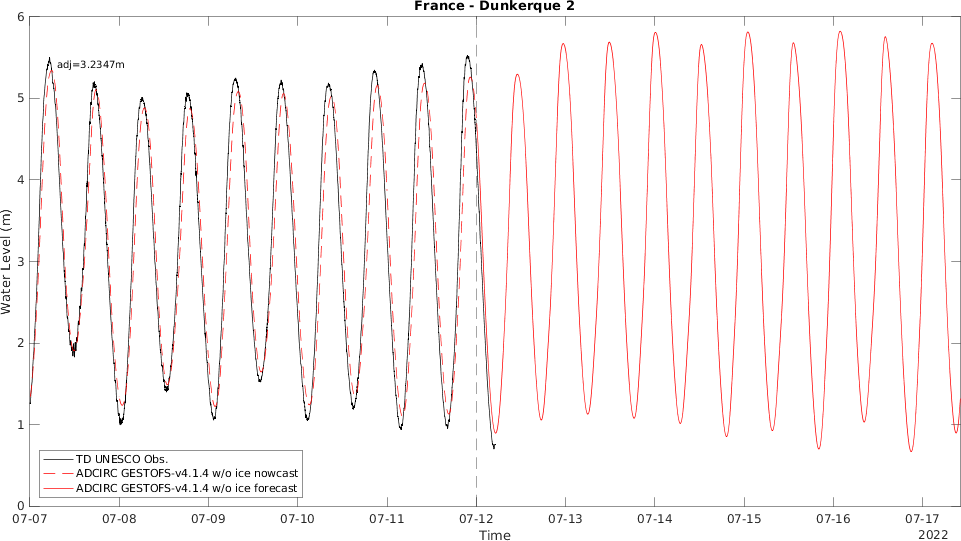 France - Dunkerque 2
adj=3.2347m
Water Level (m)
6
5
4
3
2
1
0
TD UNESCO Obs.
ADCIRC GESTOFS-v4.1.4 w/o ice nowcast
ADCIRC GESTOFS-v4.1.4 w/o ice forecast
07-07 07-08 07-09 07-10 07-11 07-12 07-13 07-14 07-15 07-16 07-17
Time
2022